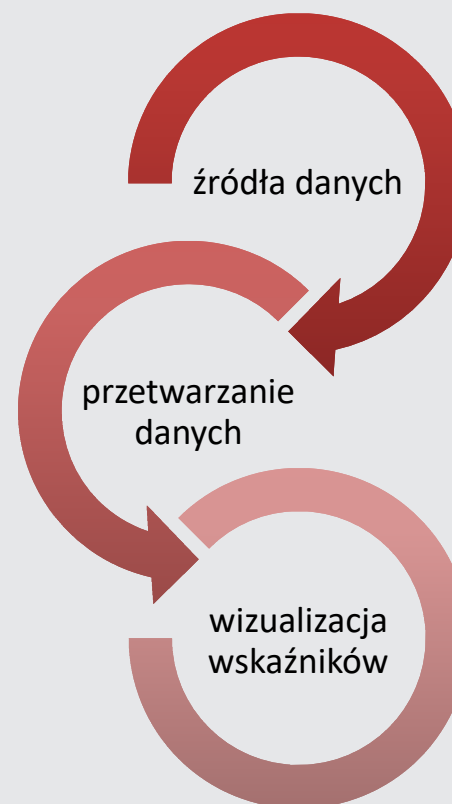 źródła danych
przetwarzanie
danych
wizualizacja
wskaźników